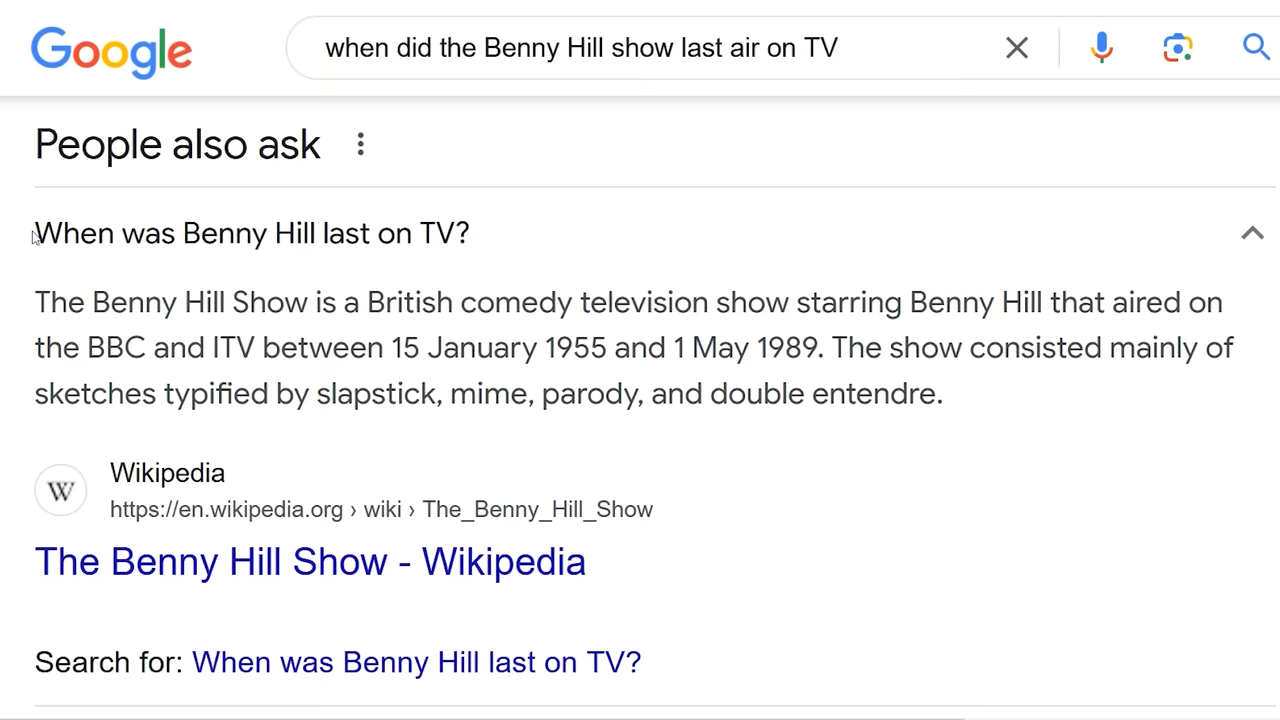 Google
when did the Benny Hill show last air on TV
People also ask
When was Benny Hill last on TV?
The Benny Hill Show is a British comedy television show starring Benny Hill that aired on
the BBC and ITV between 15 January 1955 and 1 May 1989. The show consisted mainly of
sketches typified by slapstick, mime, parody, and double entendre.
W
Wikipedia
https://en.wikipedia.org › wiki › The_Benny_Hill_Show
The Benny Hill Show - Wikipedia
Search for: When was Benny Hill last on TV?